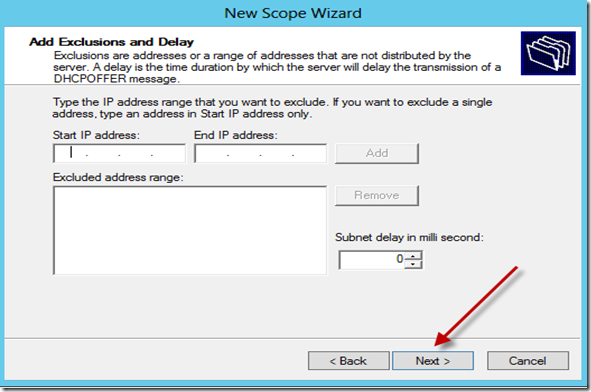 New Scope Wizard
Add Exclusions and Delay
Exclusions are addresses or a range of addresses that are not distributed by the
server. A delay is the time duration by which the server will delay the transmission of a
DHCPOFFER message.
Type the IP address range that you want to exclude. If you want to exclude a single
address, type an address in Start IP address only.
Start IP address: End IP address:
. . . . . . Add
Excluded address range:
Remove
Subnet delay in milli second:
0
< Back Next > Cancel